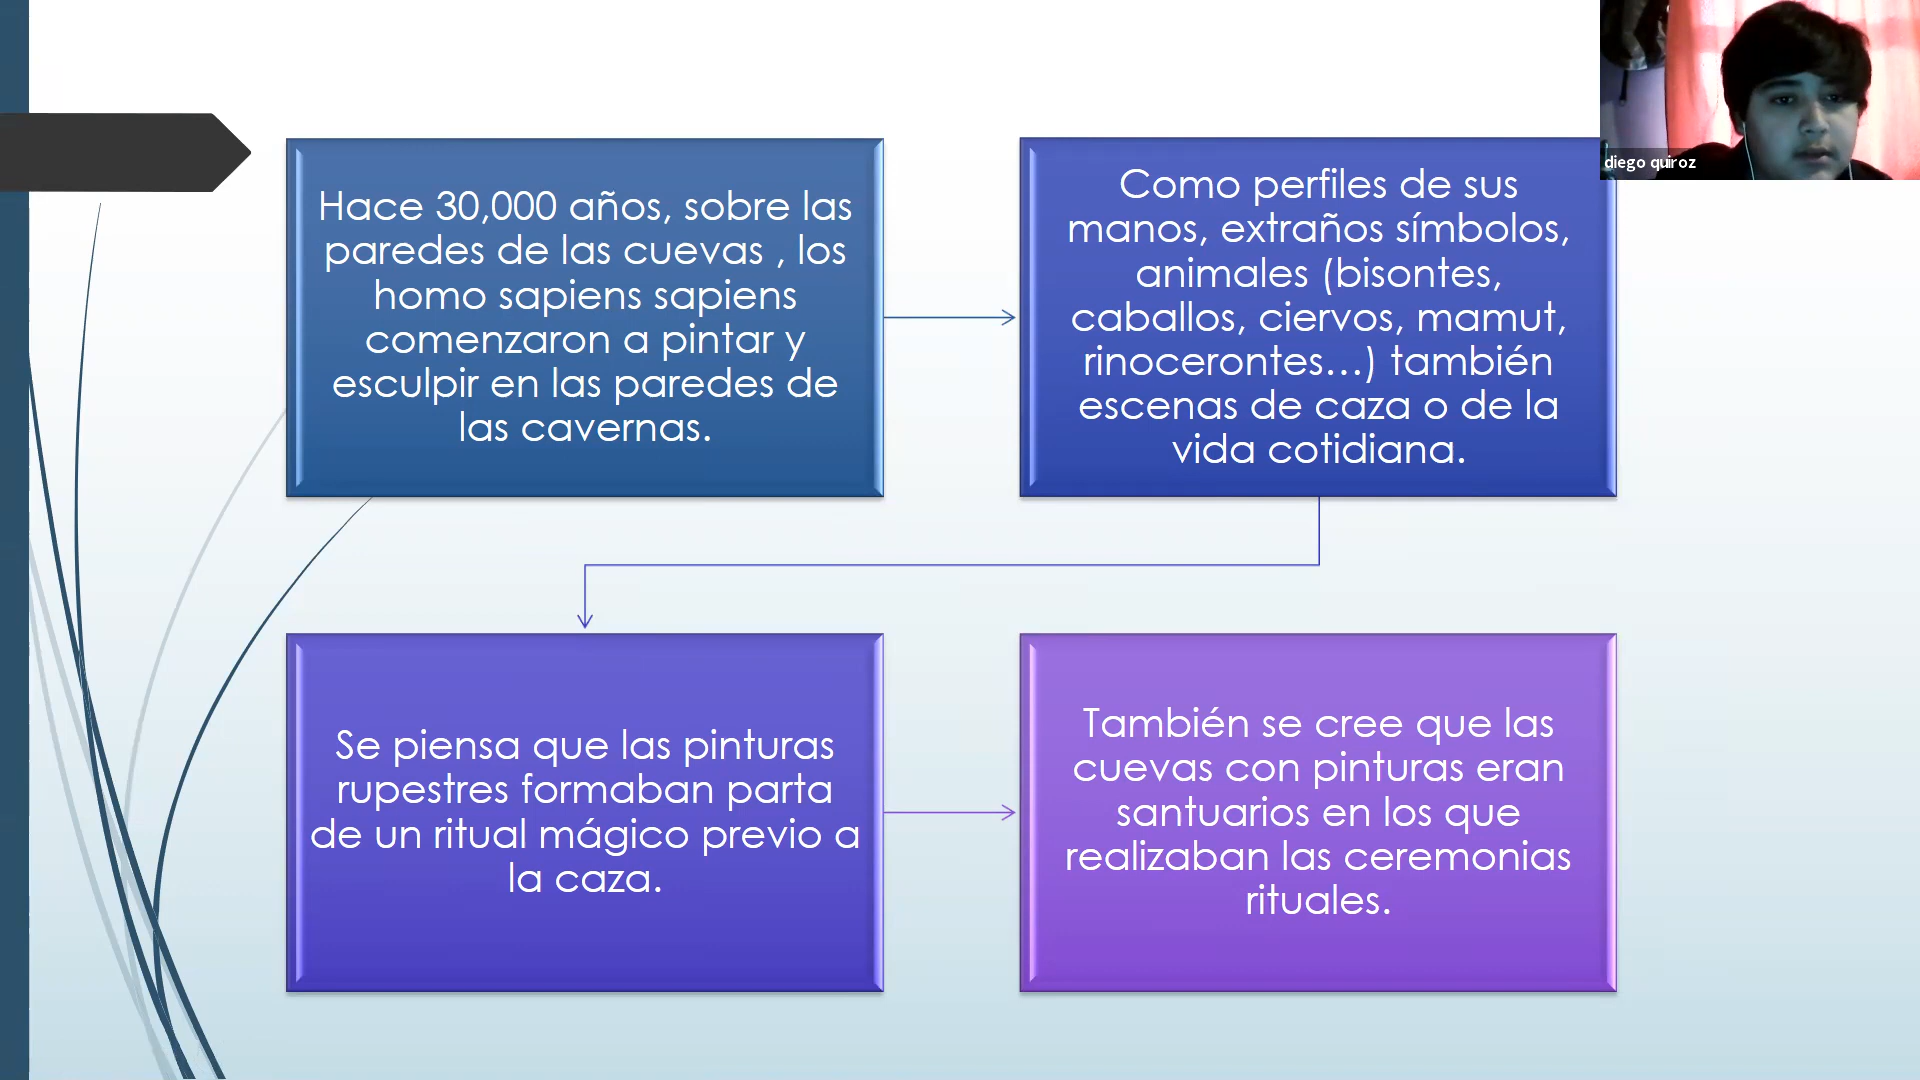 Hace 30,000 años, sobre las
paredes de las cuevas , los
homo sapiens sapiens
comenzaron a pintar y
esculpir en las paredes de
las cavernas.
Como perfiles de sus
manos, extraños símbolos,
animales (bisontes,
caballos, ciervos, mamut,
rinocerontes...) también
escenas de caza o de la
vida cotidiana.
Se piensa que las pinturas
rupestres formaban parta
de un ritual mágico previo a
la caza.
También se cree que las
cuevas con pinturas eran
santuarios en los que
realizaban las ceremonias
rituales.
diego quiroz